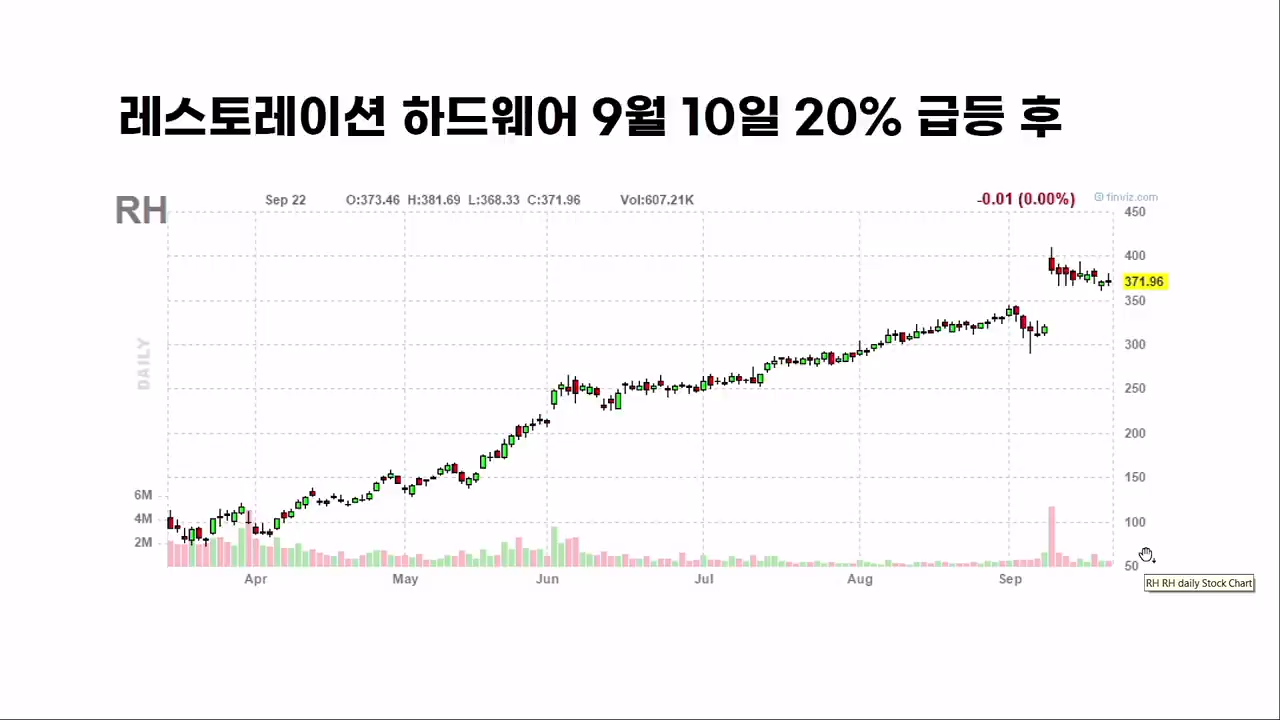 레스토레이션 하드웨어 9월 10일 20% 급등 후
RH
Sep 22 O:373.46 H:381.69 L:368.33 C:371.96 Vol:607.21K
-0.01 (0.00%)
© finviz.com
450
400
371.96
350
300
DAILY
250
200
150
6M
4M
100
2M
50
Apr May Jun Jul Aug Sep
RH RH daily Stock Chart